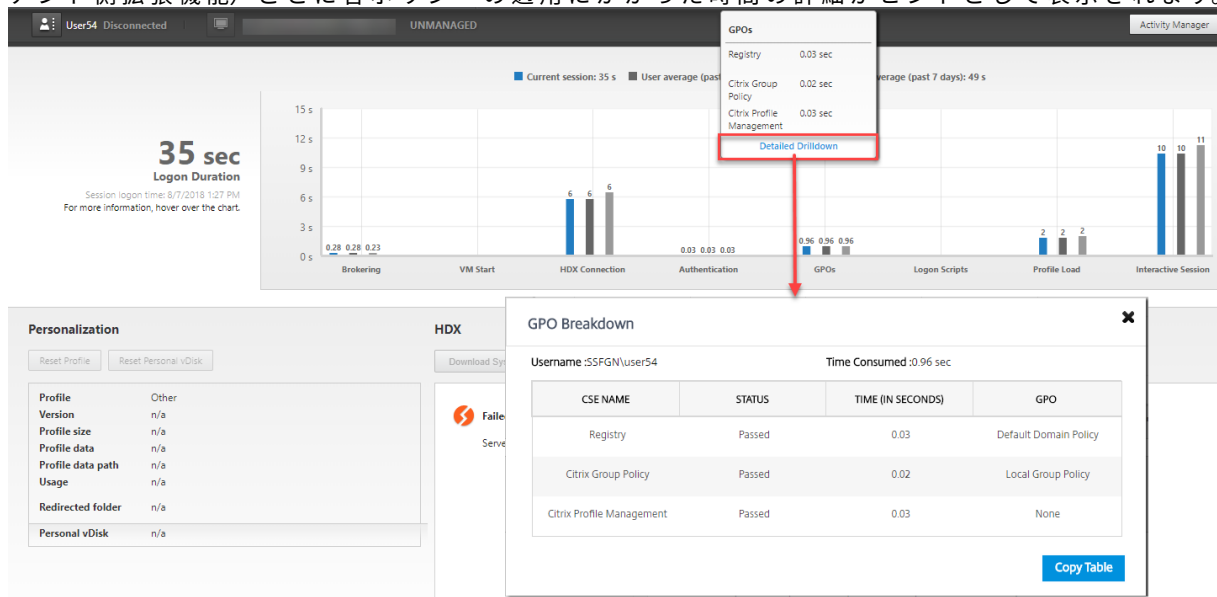 User54 Disconnected
UNMANAGED
Activity Manager
GPOs
Registry 0.03 sec
Citrix Group Policy 0.02 sec
Citrix Profile Management 0.03 sec
Detailed Drilldown
Current session: 35 s User average (past
verage (past 7 days): 49 s
35 sec
Logon Duration
Session logon time: 8/7/2018 1:27 PM
For more information, hover over the chart.
15 s
12 s
9 s
6 s
3 s
0 s
0.28 0.28 0.23
6 6 6
0.03 0.03 0.03
0.96 0.96 0.96
2 2 2
10 10 11
Brokering VM Start HDX Connection Authentication GPOs Logon Scripts Profile Load Interactive Session
Personalization
Reset Profile Reset Personal vDisk
Profile Other
Version n/a
Profile size n/a
Profile data n/a
Profile data path n/a
Usage n/a
Redirected folder n/a
Personal vDisk n/a
HDX
Download Sy
Faile
Serve
GPO Breakdown
Username :SSFGN\user54 Time Consumed :0.96 sec
CSE NAME STATUS TIME (IN SECONDS) GPO
Registry Passed 0.03 Default Domain Policy
Citrix Group Policy Passed 0.02 Local Group Policy
Citrix Profile Management Passed 0.03 None
Copy Table